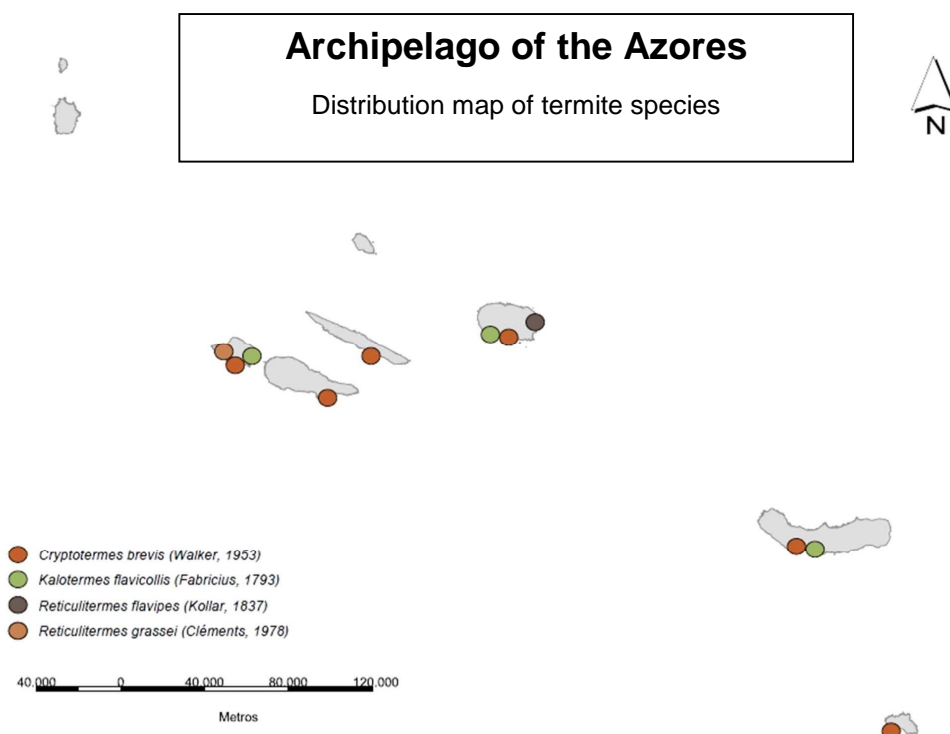 Archipelago of the Azores
Distribution map of termite species
N
Cryptotermes brevis (Walker, 1953)
Kalotermes flavicollis (Fabricius, 1793)
Reticulitermes flavipes (Kollar, 1837)
Reticulitermes grassei (Cléments, 1978)
40.000 0 40.000 80.000 120.000
Metros